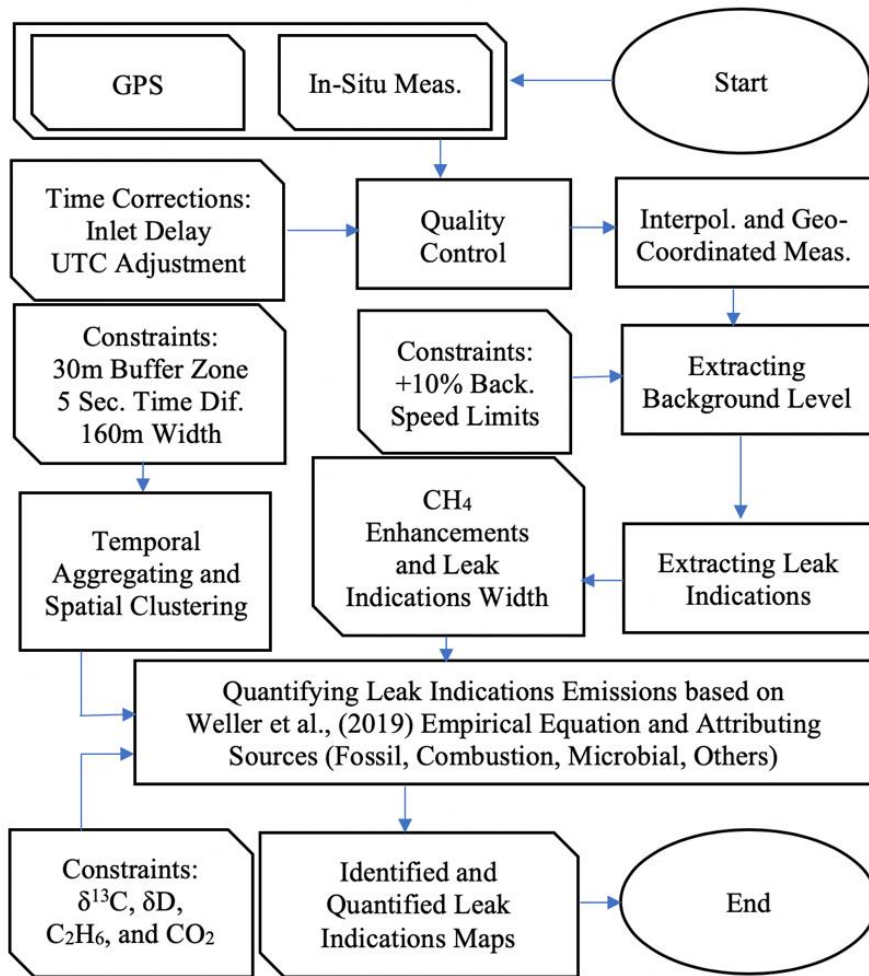 GPS
In-Situ Meas.
Start
Time Corrections:
Inlet Delay
UTC Adjustment
Quality
Control
Interpol. and Geo-
Coordinated Meas.
Constraints:
30m Buffer Zone
5 Sec. Time Dif.
160m Width
Constraints:
+10% Back.
Speed Limits
Extracting
Background Level
Temporal
Aggregating and
Spatial Clustering
CH₄
Enhancements
and Leak
Indications Width
Extracting Leak
Indications
Quantifying Leak Indications Emissions based on
Weller et al., (2019) Empirical Equation and Attributing
Sources (Fossil, Combustion, Microbial, Others)
Constraints:
δ¹³C, δD,
C₂H₆, and CO₂
Identified and
Quantified Leak
Indications Maps
End